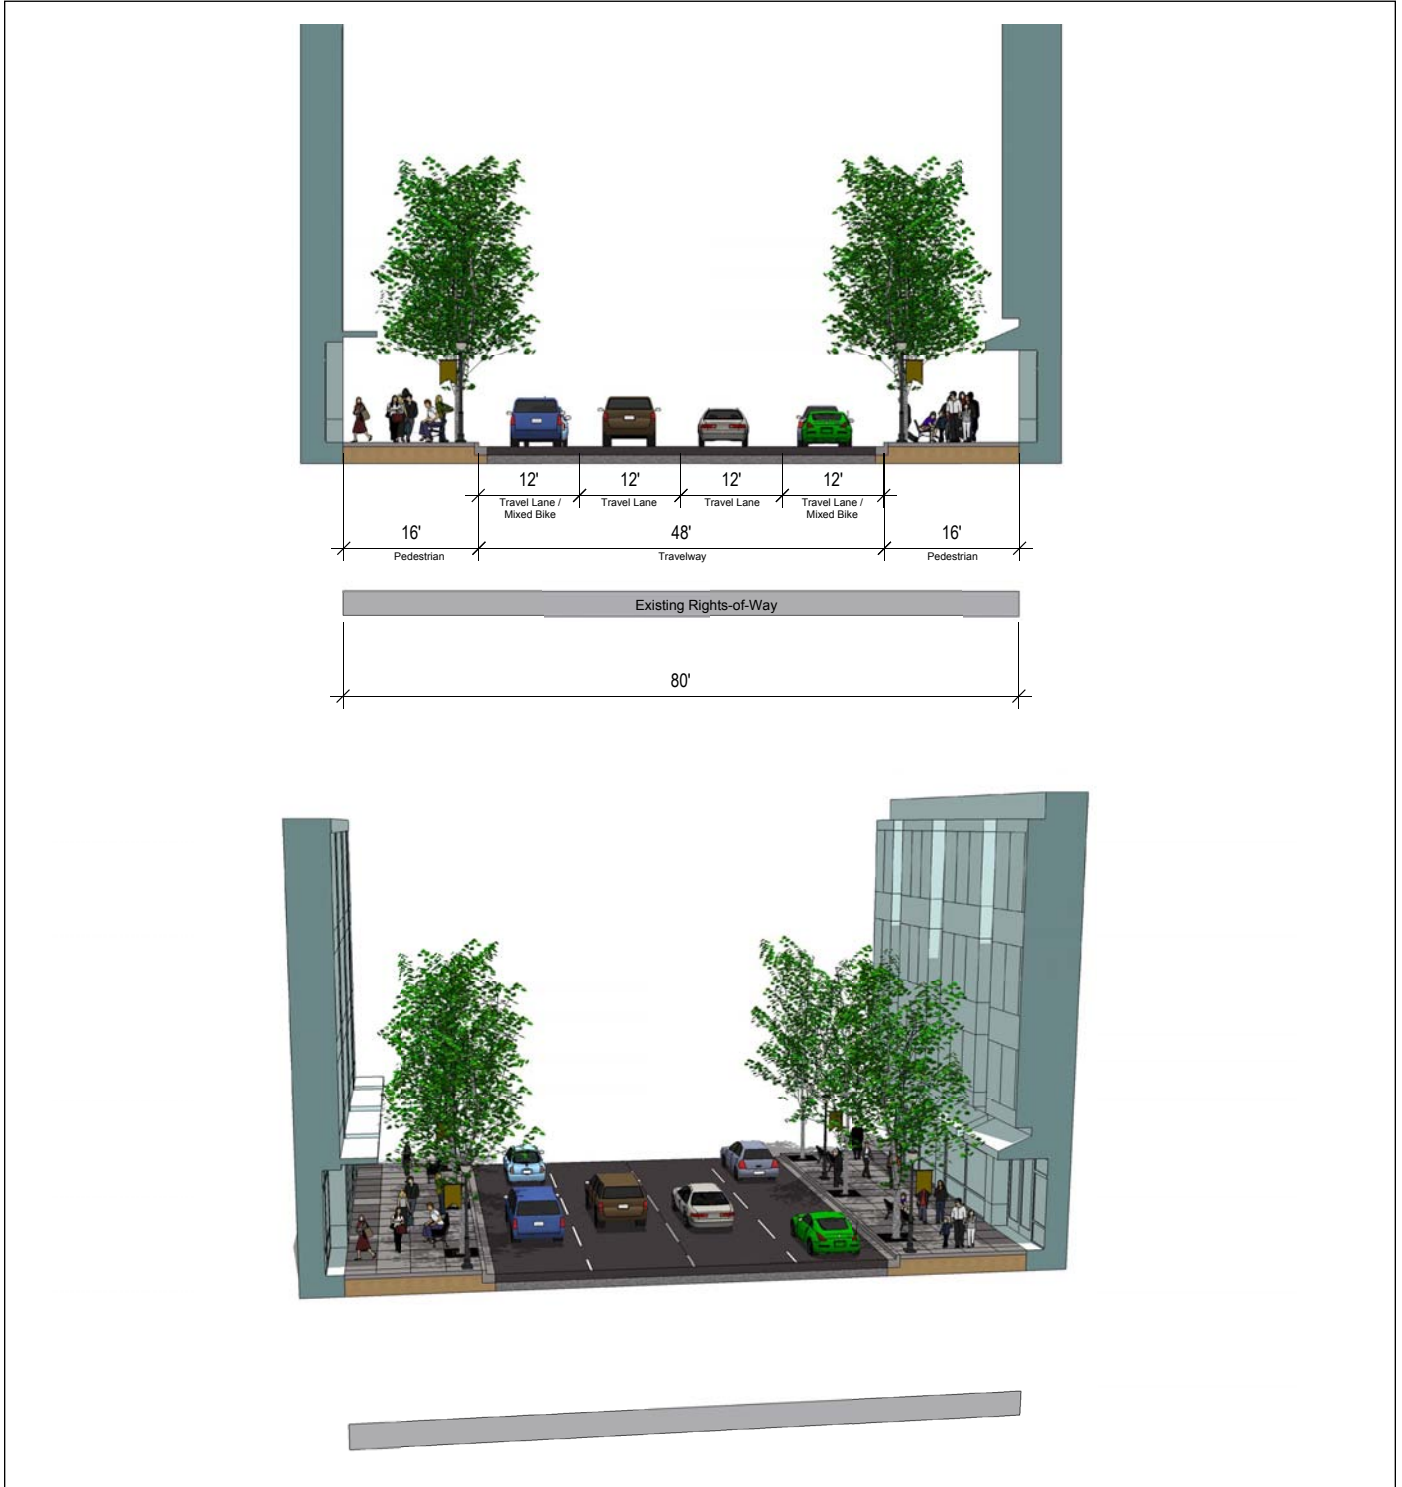 12' 12' 12' 12'
Travel Lane / Travel Lane Travel Lane Travel Lane /
Mixed Bike Mixed Bike
16' 48' 16'
Pedestrian Travelway Pedestrian
Existing Rights-of-Way
80'